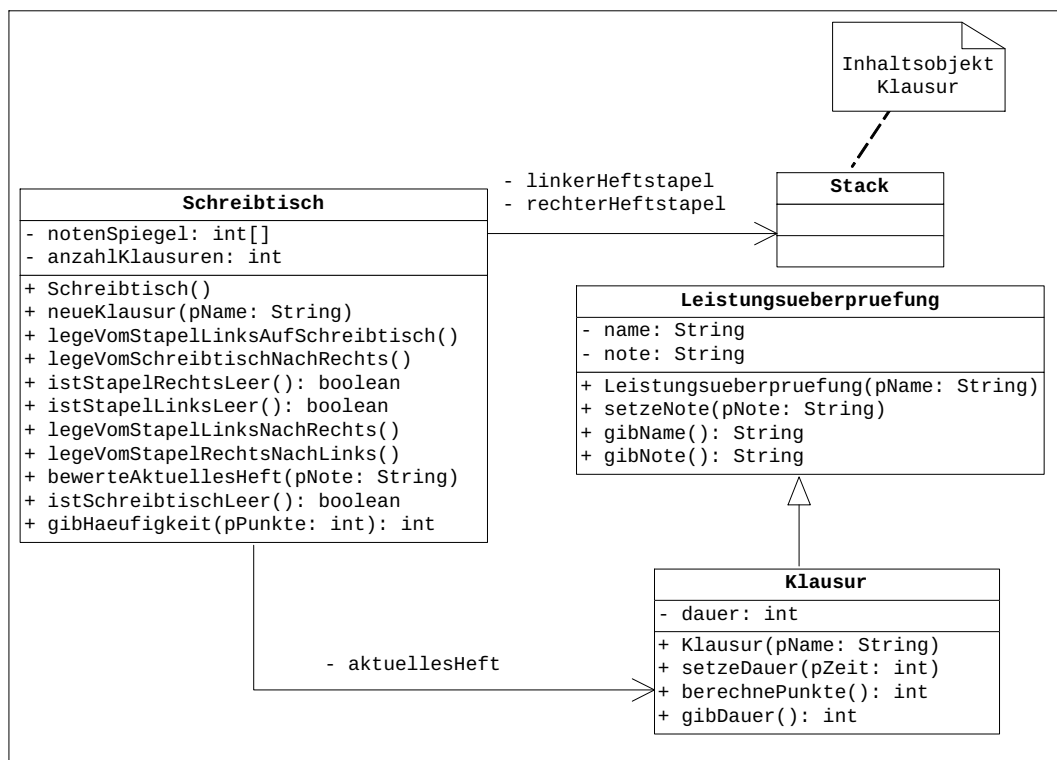 Inhaltsobjekt
Klausur
Stack
- linkerHeftstapel
- rechterHeftstapel
Schreibtisch
- notenSpiegel: int[]
- anzahlKlausuren: int
+ Schreibtisch()
+ neueKlausur(pName: String)
+ legeVomStapelLinksAufSchreibtisch()
+ legeVomSchreibtischNachRechts()
+ istStapelRechtsLeer(): boolean
+ istStapelLinksLeer(): boolean
+ legeVomStapelLinksNachRechts()
+ legeVomStapelRechtsNachLinks()
+ bewerteAktuellesHeft(pNote: String)
+ istSchreibtischLeer(): boolean
+ gibHaeufigkeit(pPunkte: int): int
Leistungsueberpruefung
- name: String
- note: String
+ Leistungsueberpruefung(pName: String)
+ setzeNote(pNote: String)
+ gibName(): String
+ gibNote(): String
- aktuellesHeft
Klausur
- dauer: int
+ Klausur(pName: String)
+ setzeDauer(pZeit: int)
+ berechnePunkte(): int
+ gibDauer(): int